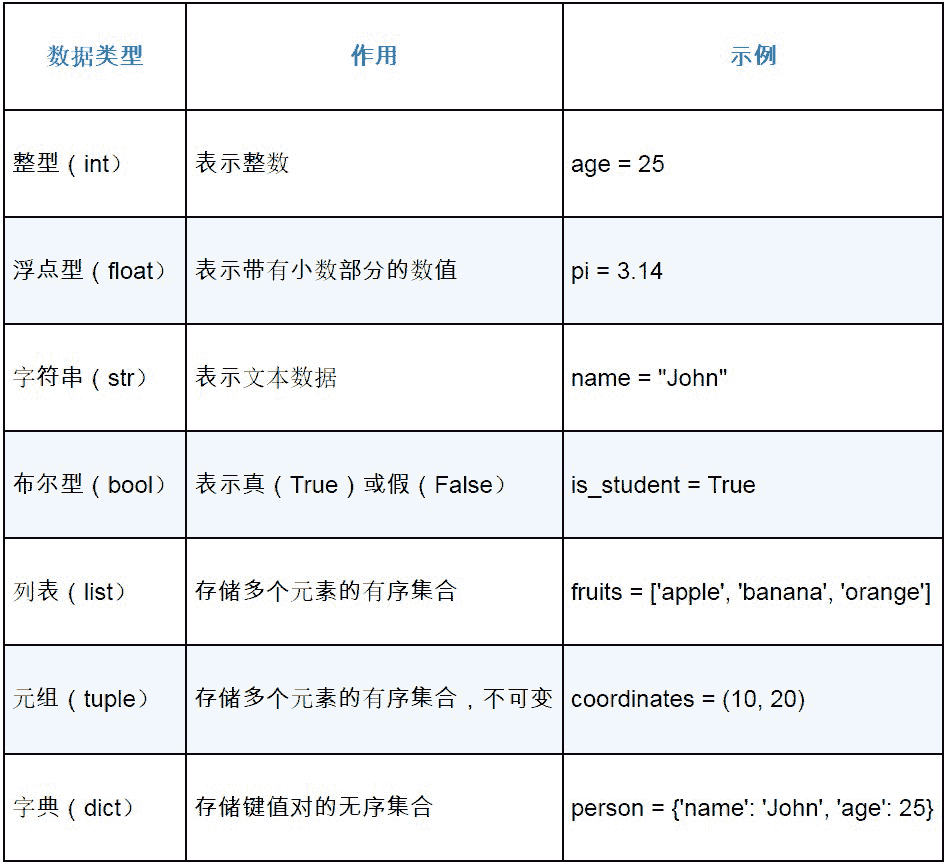 数据类型 作用 示例
整型（int） 表示整数 age = 25
浮点型（float） 表示带有小数部分的数值 pi = 3.14
字符串（str） 表示文本数据 name = "John"
布尔型（bool） 表示真（True）或假（False） is_student = True
列表（list） 存储多个元素的有序集合 fruits = ['apple', 'banana', 'orange']
元组（tuple） 存储多个元素的有序集合，不可变 coordinates = (10, 20)
字典（dict） 存储键值对的无序集合 person = {'name': 'John', 'age': 25}